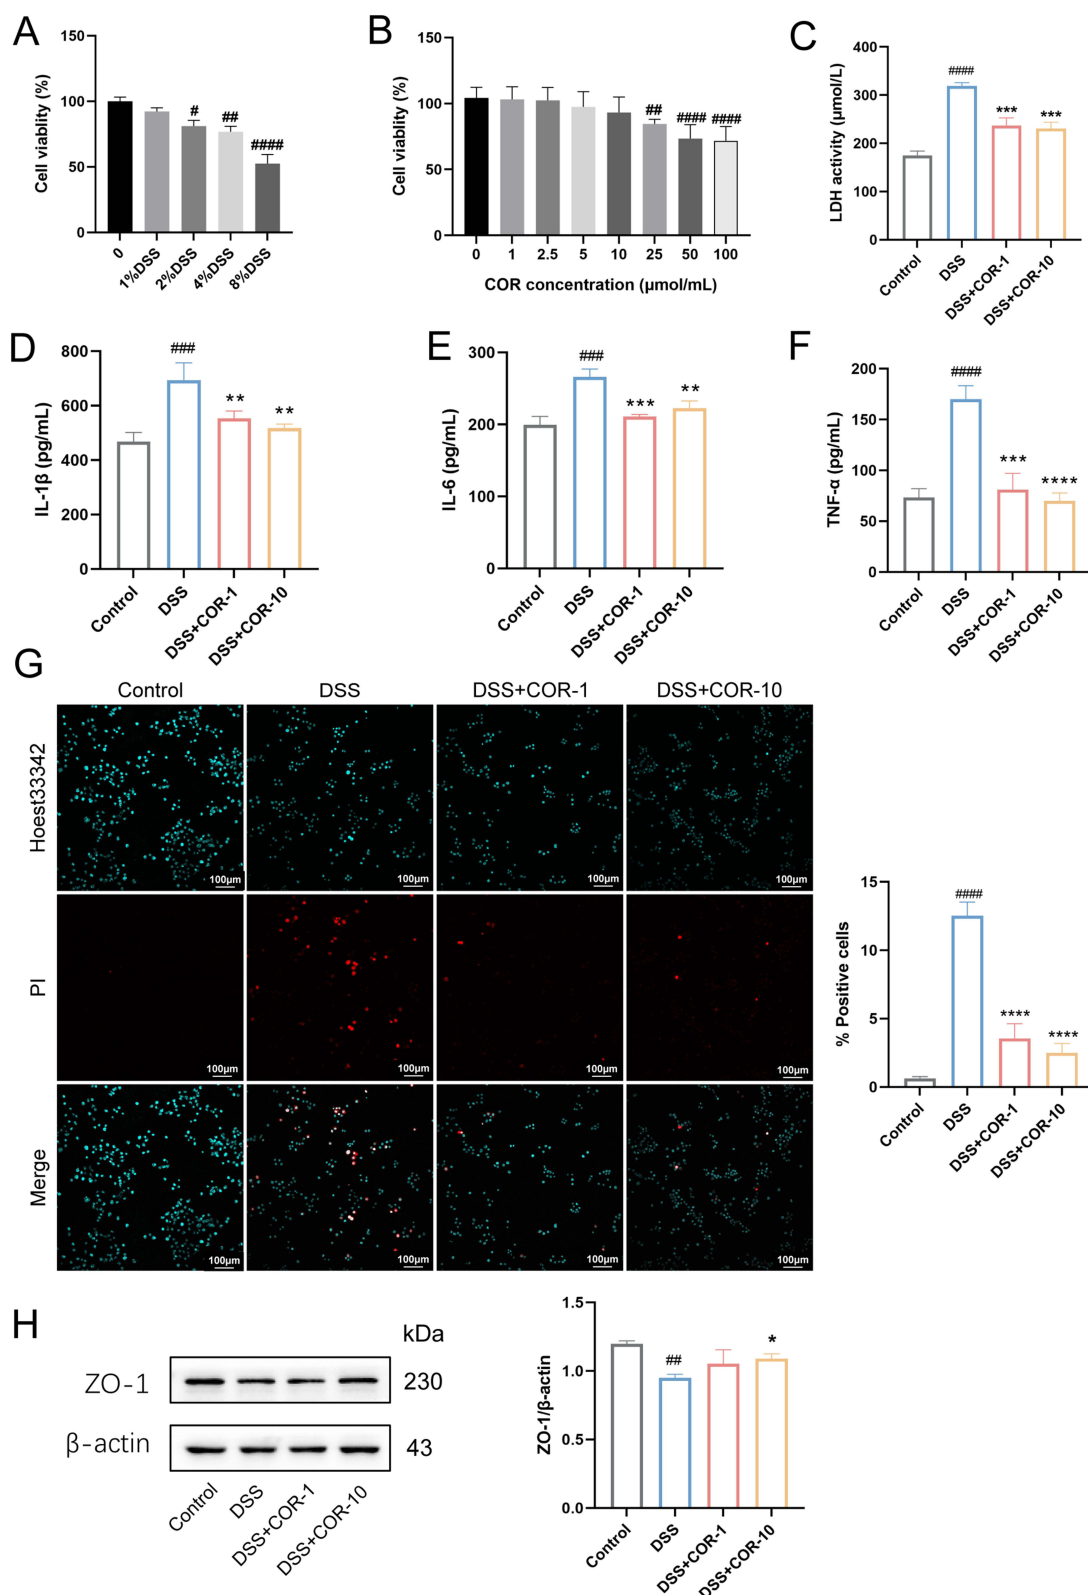 A
150
100
50
0
Cell viablity (%)
#
##
####
0
1%DSS
2%DSS
4%DSS
8%DSS
B
150
100
50
0
Cell viablity (%)
##
####
####
0 1 2.5 5 10 25 50 100
COR concentration (μmol/mL)
C
400
300
200
100
0
LDH activity (μmol/L)
####
***
***
Control
DSS
DSS+COR-1
DSS+COR-10
D
800
600
400
200
0
IL-1β (pg/mL)
###
**
**
Control
DSS
DSS+COR-1
DSS+COR-10
E
300
200
100
0
IL-6 (pg/mL)
###
***
**
Control
DSS
DSS+COR-1
DSS+COR-10
F
200
150
100
50
0
TNF-α (pg/mL)
####
***
****
Control
DSS
DSS+COR-1
DSS+COR-10
G
Control DSS DSS+COR-1 DSS+COR-10
Hoest33342
100μm 100μm 100μm 100μm
PI
100μm 100μm 100μm 100μm
Merge
100μm 100μm 100μm 100μm
15
10
5
0
% Positive cells
####
****
****
Control
DSS
DSS+COR-1
DSS+COR-10
H
kDa
ZO-1 230
β-actin 43
Control
DSS
DSS+COR-1
DSS+COR-10
1.5
1.0
0.5
0.0
ZO-1/β-actin
##
*
Control
DSS
DSS+COR-1
DSS+COR-10